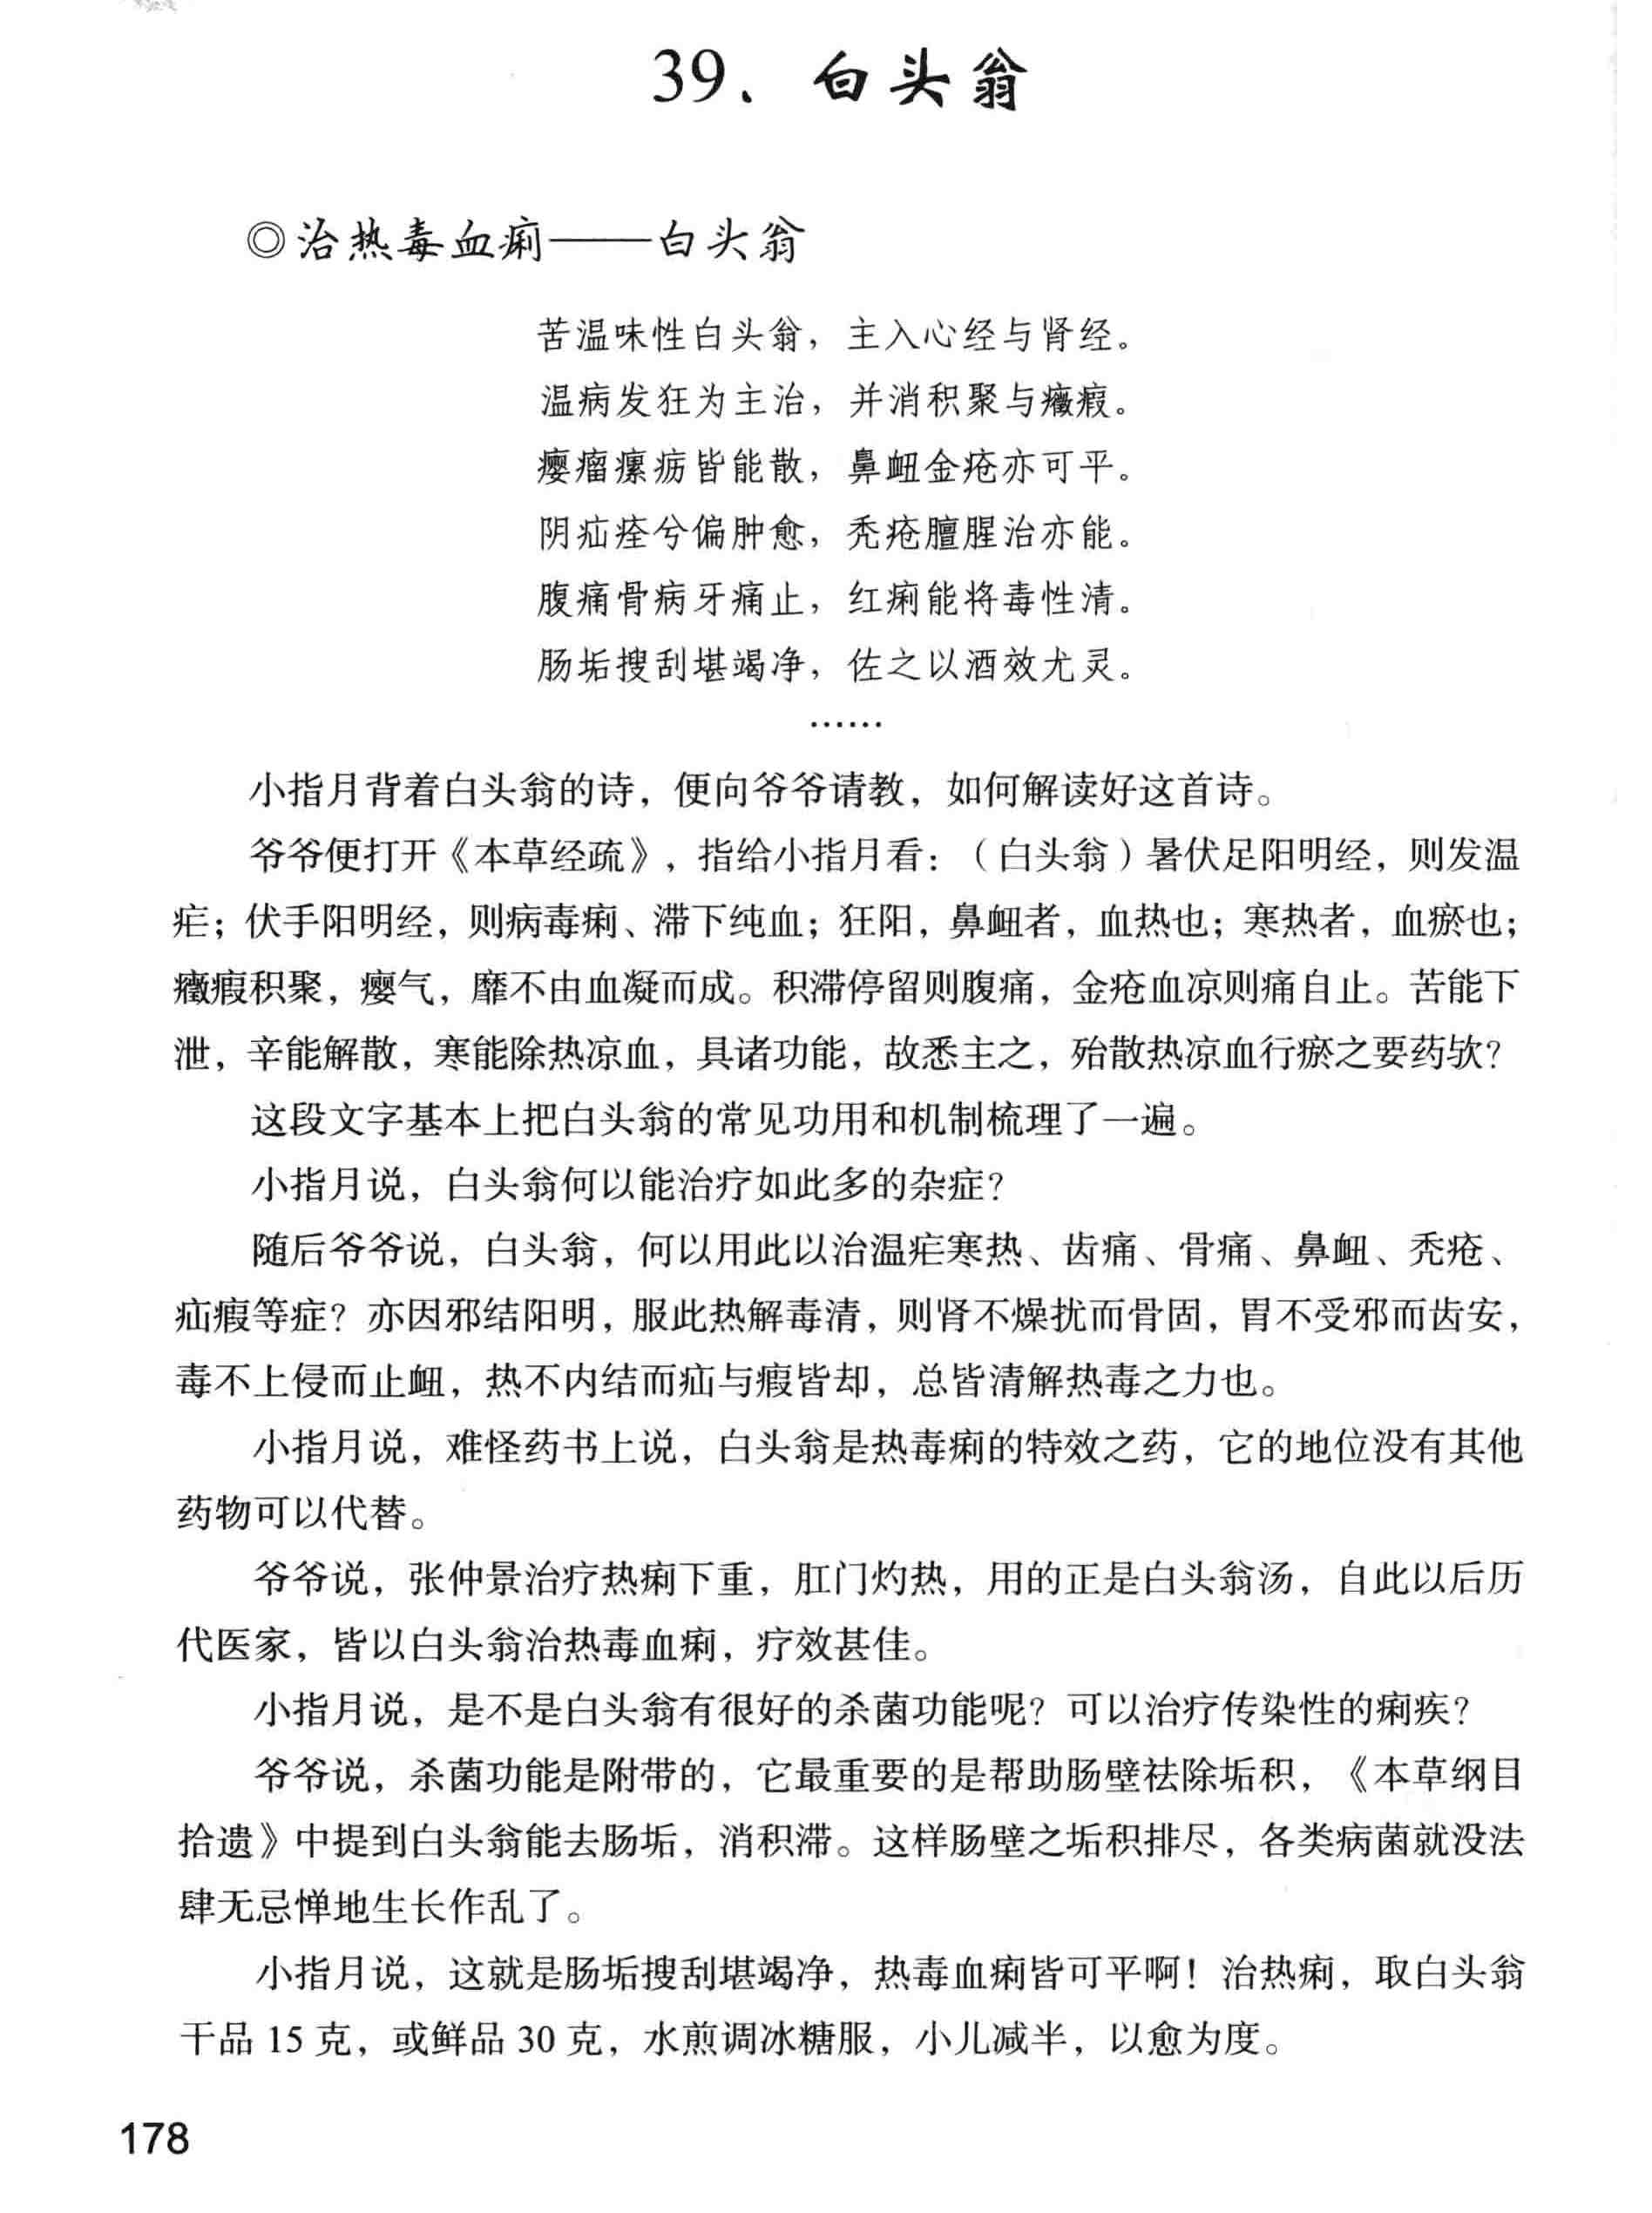 39、白头翁
◎治热毒血痢——白头翁
苦温味性白头翁，主入心经与肾经。
温病发狂为主治，并消积聚与癥瘕。
瘿瘤瘰疬皆能散，鼻衄金疮亦可平。
阴疝痊兮偏肿愈，秃疮膻腥治亦能。
腹痛骨病牙痛止，红痢能将毒性清。
肠垢搜刮堪竭净，佐之以酒效尤灵。
……
小指月背着白头翁的诗，便向爷爷请教，如何解读好这首诗。
爷爷便打开《本草经疏》，指给小指月看：（白头翁）暑伏足阳明经，则发温
疟；伏手阳明经，则病毒痢、滞下纯血；狂阳，鼻衄者，血热也；寒热者，血瘀也；
癥瘕积聚，瘿气，靡不由血凝而成。积滞停留则腹痛，金疮血凉则痛自止。苦能下
泄，辛能解散，寒能除热凉血，具诸功能，故悉主之，殆散热凉血行瘀之要药欤？
这段文字基本上把白头翁的常见功用和机制梳理了一遍。
小指月说，白头翁何以能治疗如此多的杂症？
随后爷爷说，白头翁，何以用此以治温疟寒热、齿痛、骨痛、鼻衄、秃疮、
疝瘕等症？亦因邪结阳明，服此热解毒清，则肾不燥扰而骨固，胃不受邪而齿安，
毒不上侵而止衄，热不内结而疝与瘕皆却，总皆清解热毒之力也。
小指月说，难怪药书上说，白头翁是热毒痢的特效之药，它的地位没有其他
药物可以代替。
爷爷说，张仲景治疗热痢下重，肛门灼热，用的正是白头翁汤，自此以后历
代医家，皆以白头翁治热毒血痢，疗效甚佳。
小指月说，是不是白头翁有很好的杀菌功能呢？可以治疗传染性的痢疾？
爷爷说，杀菌功能是附带的，它最重要的是帮助肠壁祛除垢积，《本草纲目
拾遗》中提到白头翁能去肠垢，消积滞。这样肠壁之垢积排尽，各类病菌就没法
肆无忌惮地生长作乱了。
小指月说，这就是肠垢搜刮堪竭净，热毒血痢皆可平啊！治热痢，取白头翁
干品 15 克，或鲜品 30 克，水煎调冰糖服，小儿减半，以愈为度。
178